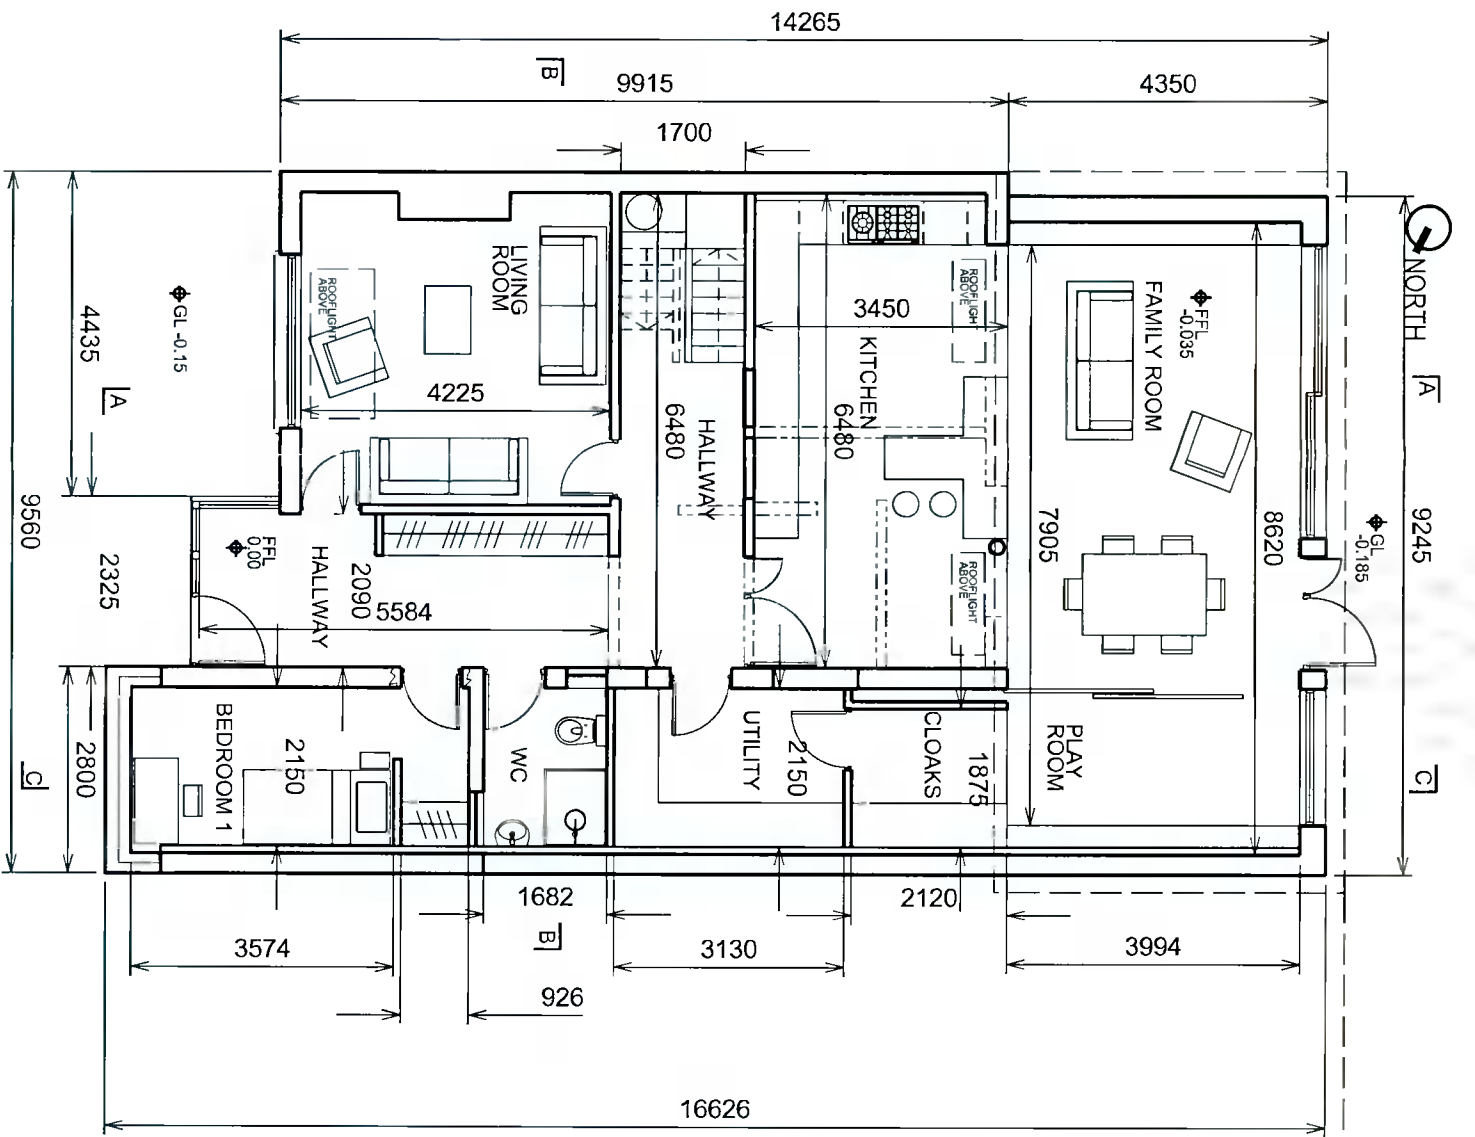 14265
B
9915
4350
1700
NORTH
LIVING
ROOM
ROOFLIGHT
ABOVE
ROOFLIGHT
ABOVE
FAMILY ROOM
FFL
-0.035
GL -0.15
4435
A
3450
KITCHEN
A
4225
6480
HALLWAY
6480
9560
FFL
0.00
HALLWAY
2325
2090
5584
ROOFLIGHT
ABOVE
7905
8620
9245
GL
-0.185
BEDROOM 1
2150
WC
UTILITY
2150
CLOAKS
1875
PLAY
ROOM
C
2800
C
1682
2120
B
3574
3130
3994
926
16626